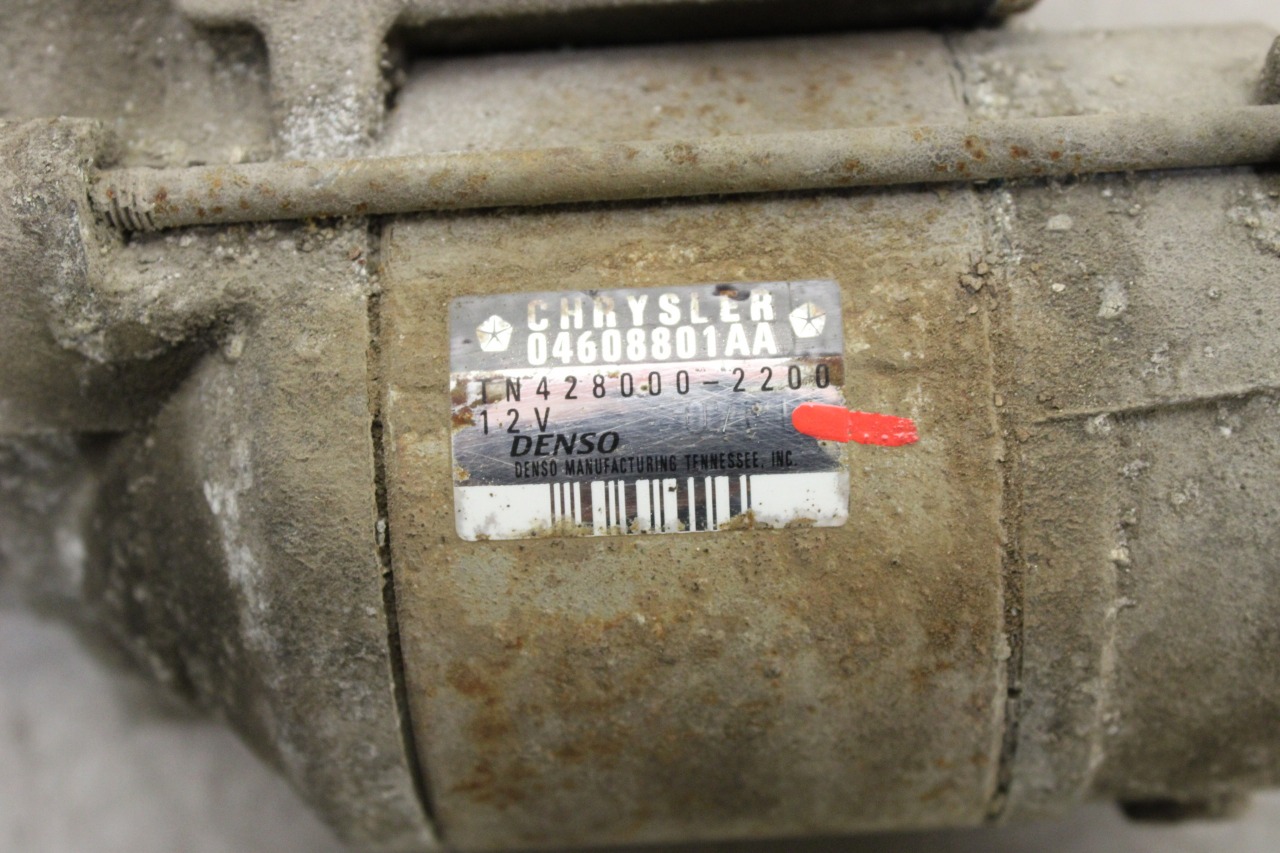 CHRYSLER
04608801AA
TN428000-2200
12V
DENSO
DENSO MANUFACTURING TENNESSEE, INC.